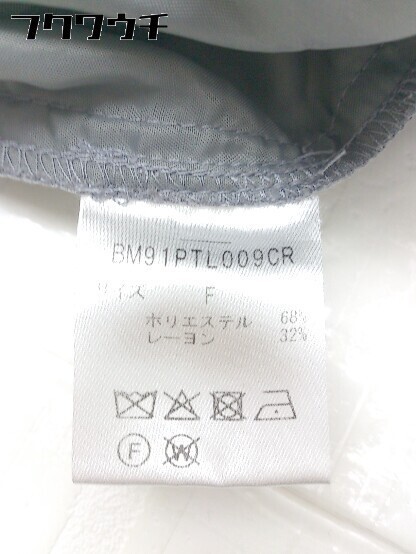 フクワウチ
BM91PTL009CR
サイズ F
ポリエステル 68%
レーヨン 32%
F W